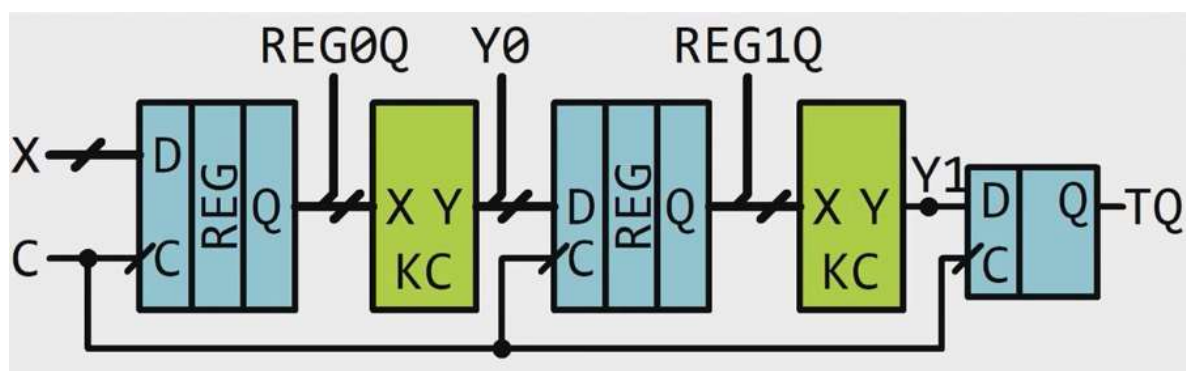 REG0Q Y0 REG1Q
X D REG Q X Y D REG Q X Y Y1 D Q TQ
C C KC C KC C